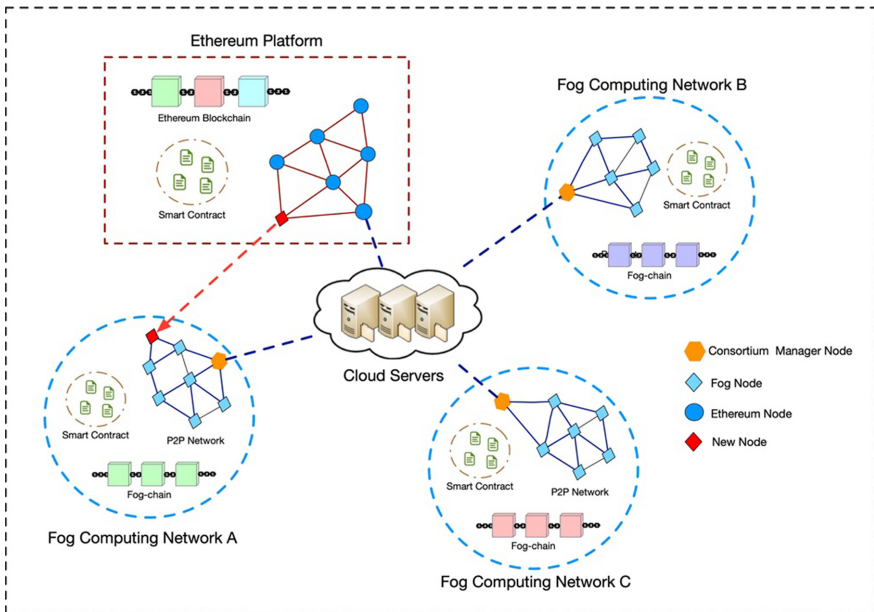 Ethereum Platform
Ethereum Blockchain
Smart Contract
Fog Computing Network B
Smart Contract
Fog-chain
Cloud Servers
Consortium Manager Node
Fog Node
Ethereum Node
New Node
Smart Contract
P2P Network
Fog-chain
Fog Computing Network A
Smart Contract
P2P Network
Fog-chain
Fog Computing Network C